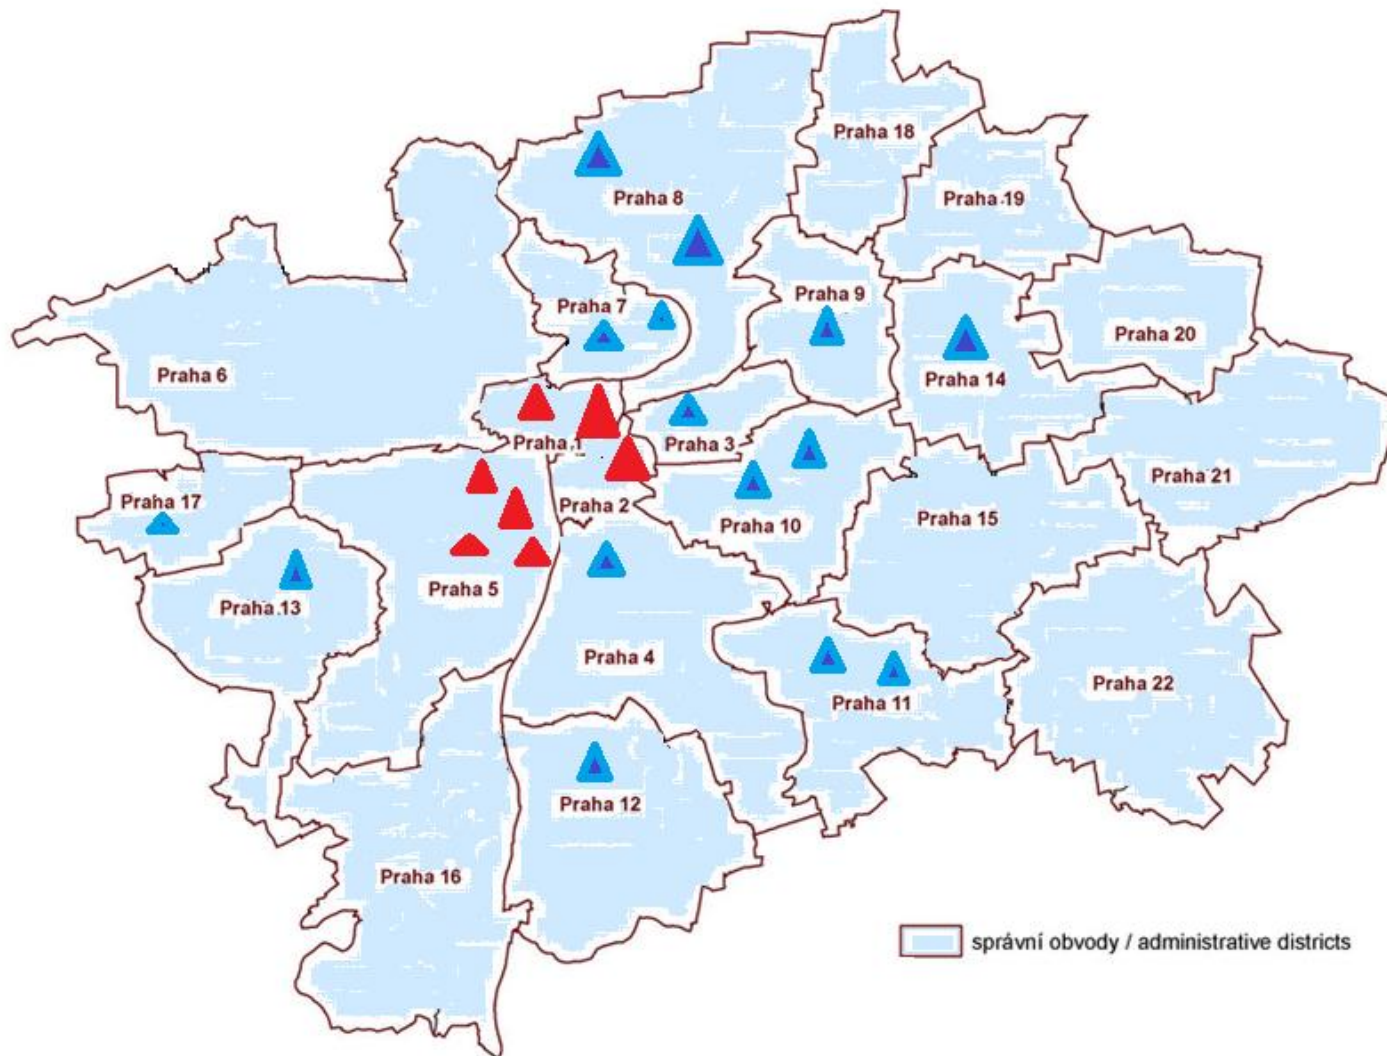 Praha 18
Praha 8
Praha 19
Praha 7
Praha 9
Praha 20
Praha 6
Praha 14
Praha 1
Praha 3
Praha 21
Praha 17
Praha 2
Praha 10
Praha 15
Praha 5
Praha 13
Praha 4
Praha 22
Praha 11
Praha 12
Praha 16
správní obvody / administrative districts